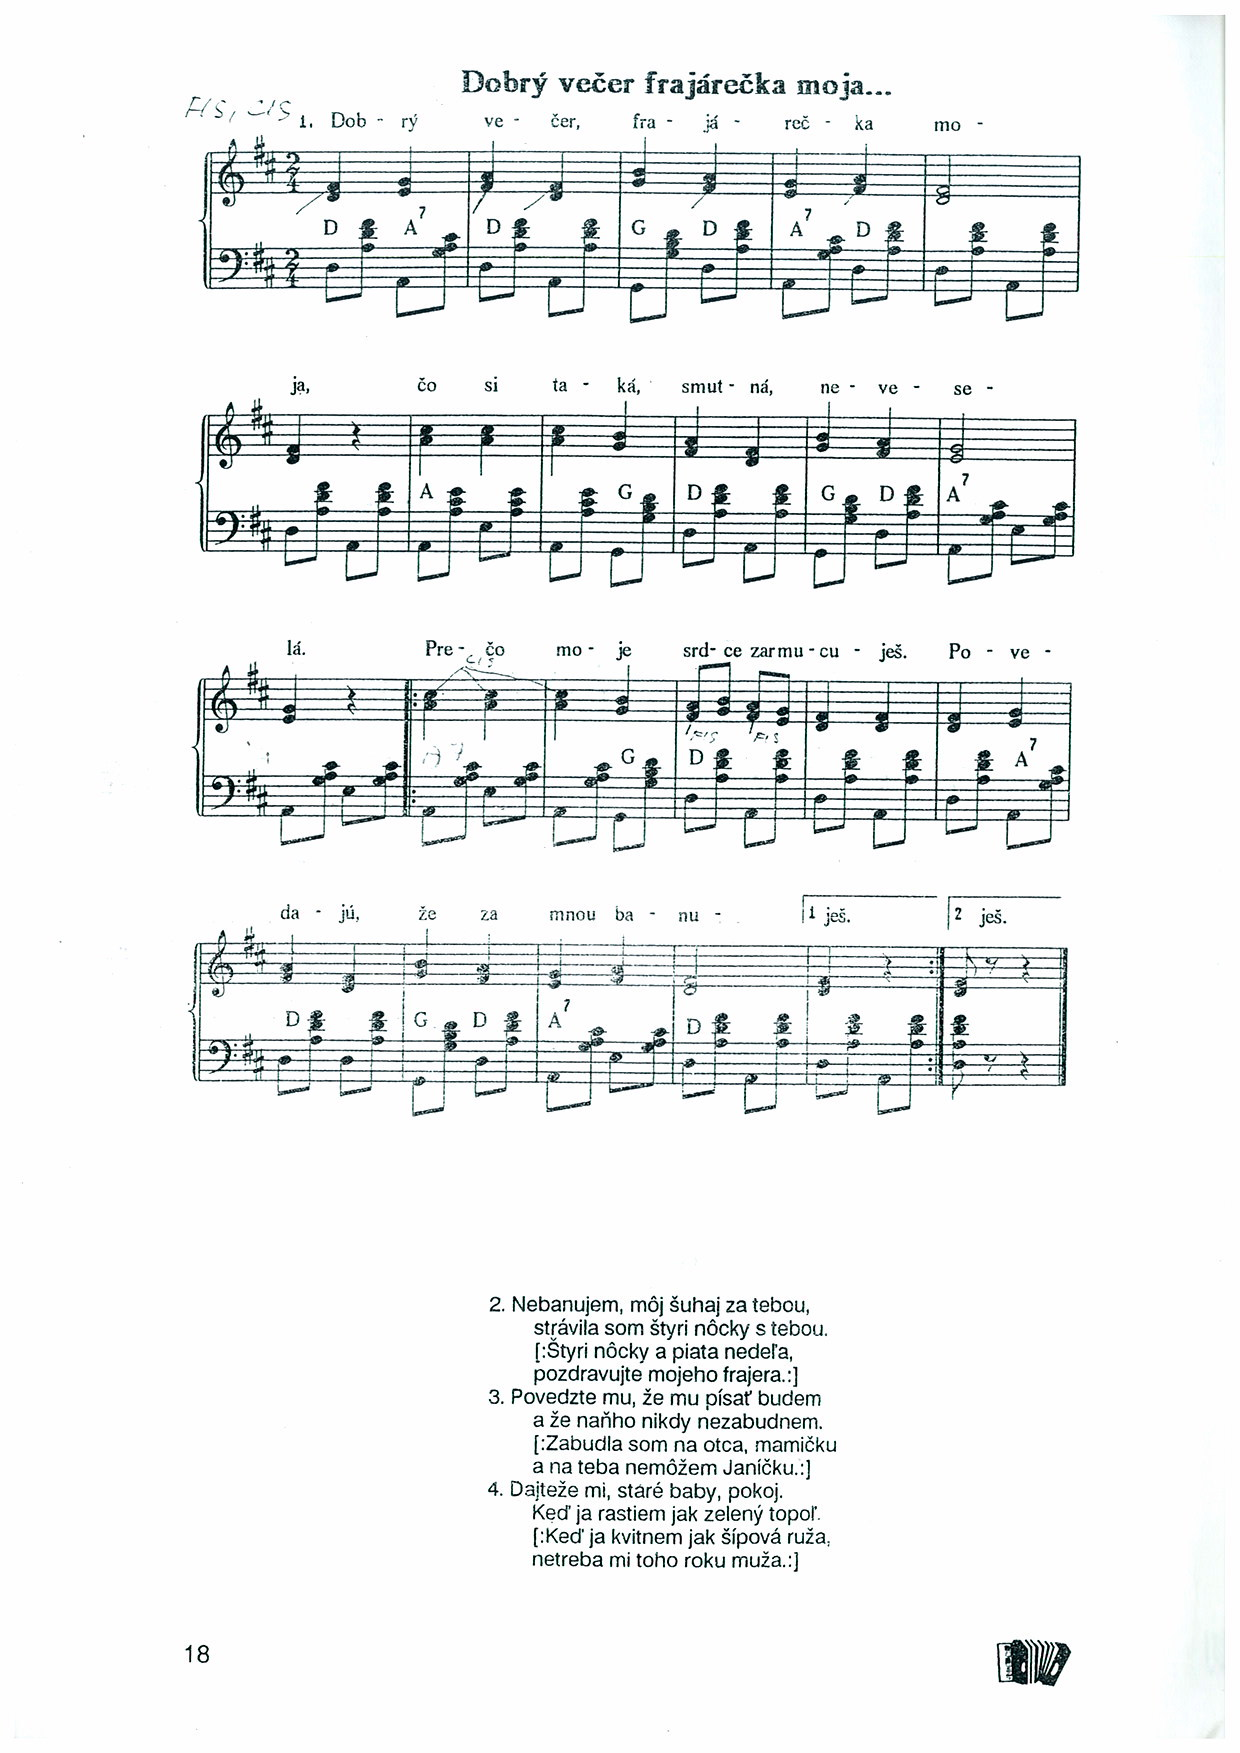 Dobrý večer frajárečka moja...
FIS, CIS
1. Dob - rý ve - čer, fra - já - reč - ka mo -
D A7 D G D A7 D
ja, čo si ta - ká, smut - ná, ne - ve - se -
A G D G D A7
lá. Pre - čo mo - je srd - ce zarmu - cu - ješ. Po - ve -
CIS
FIS FIS
A7 G D A7
da - jú, že za mnou ba - nu - 1 ješ. 2 ješ.
D G D A7 D
2. Nebanujem, môj šuhaj za tebou,
strávila som štyri nôcky s tebou.
[:Štyri nôcky a piata nedeľa,
pozdravujte mojeho frajera.:]
3. Povedzte mu, že mu písať budem
a že naňho nikdy nezabudnem.
[:Zabudla som na otca, mamičku
a na teba nemôžem Janíčku.:]
4. Dajteže mi, staré baby, pokoj.
Keď ja rastiem jak zelený topoľ.
[:Keď ja kvitnem jak šípová ruža,
netreba mi toho roku muža.:]
18